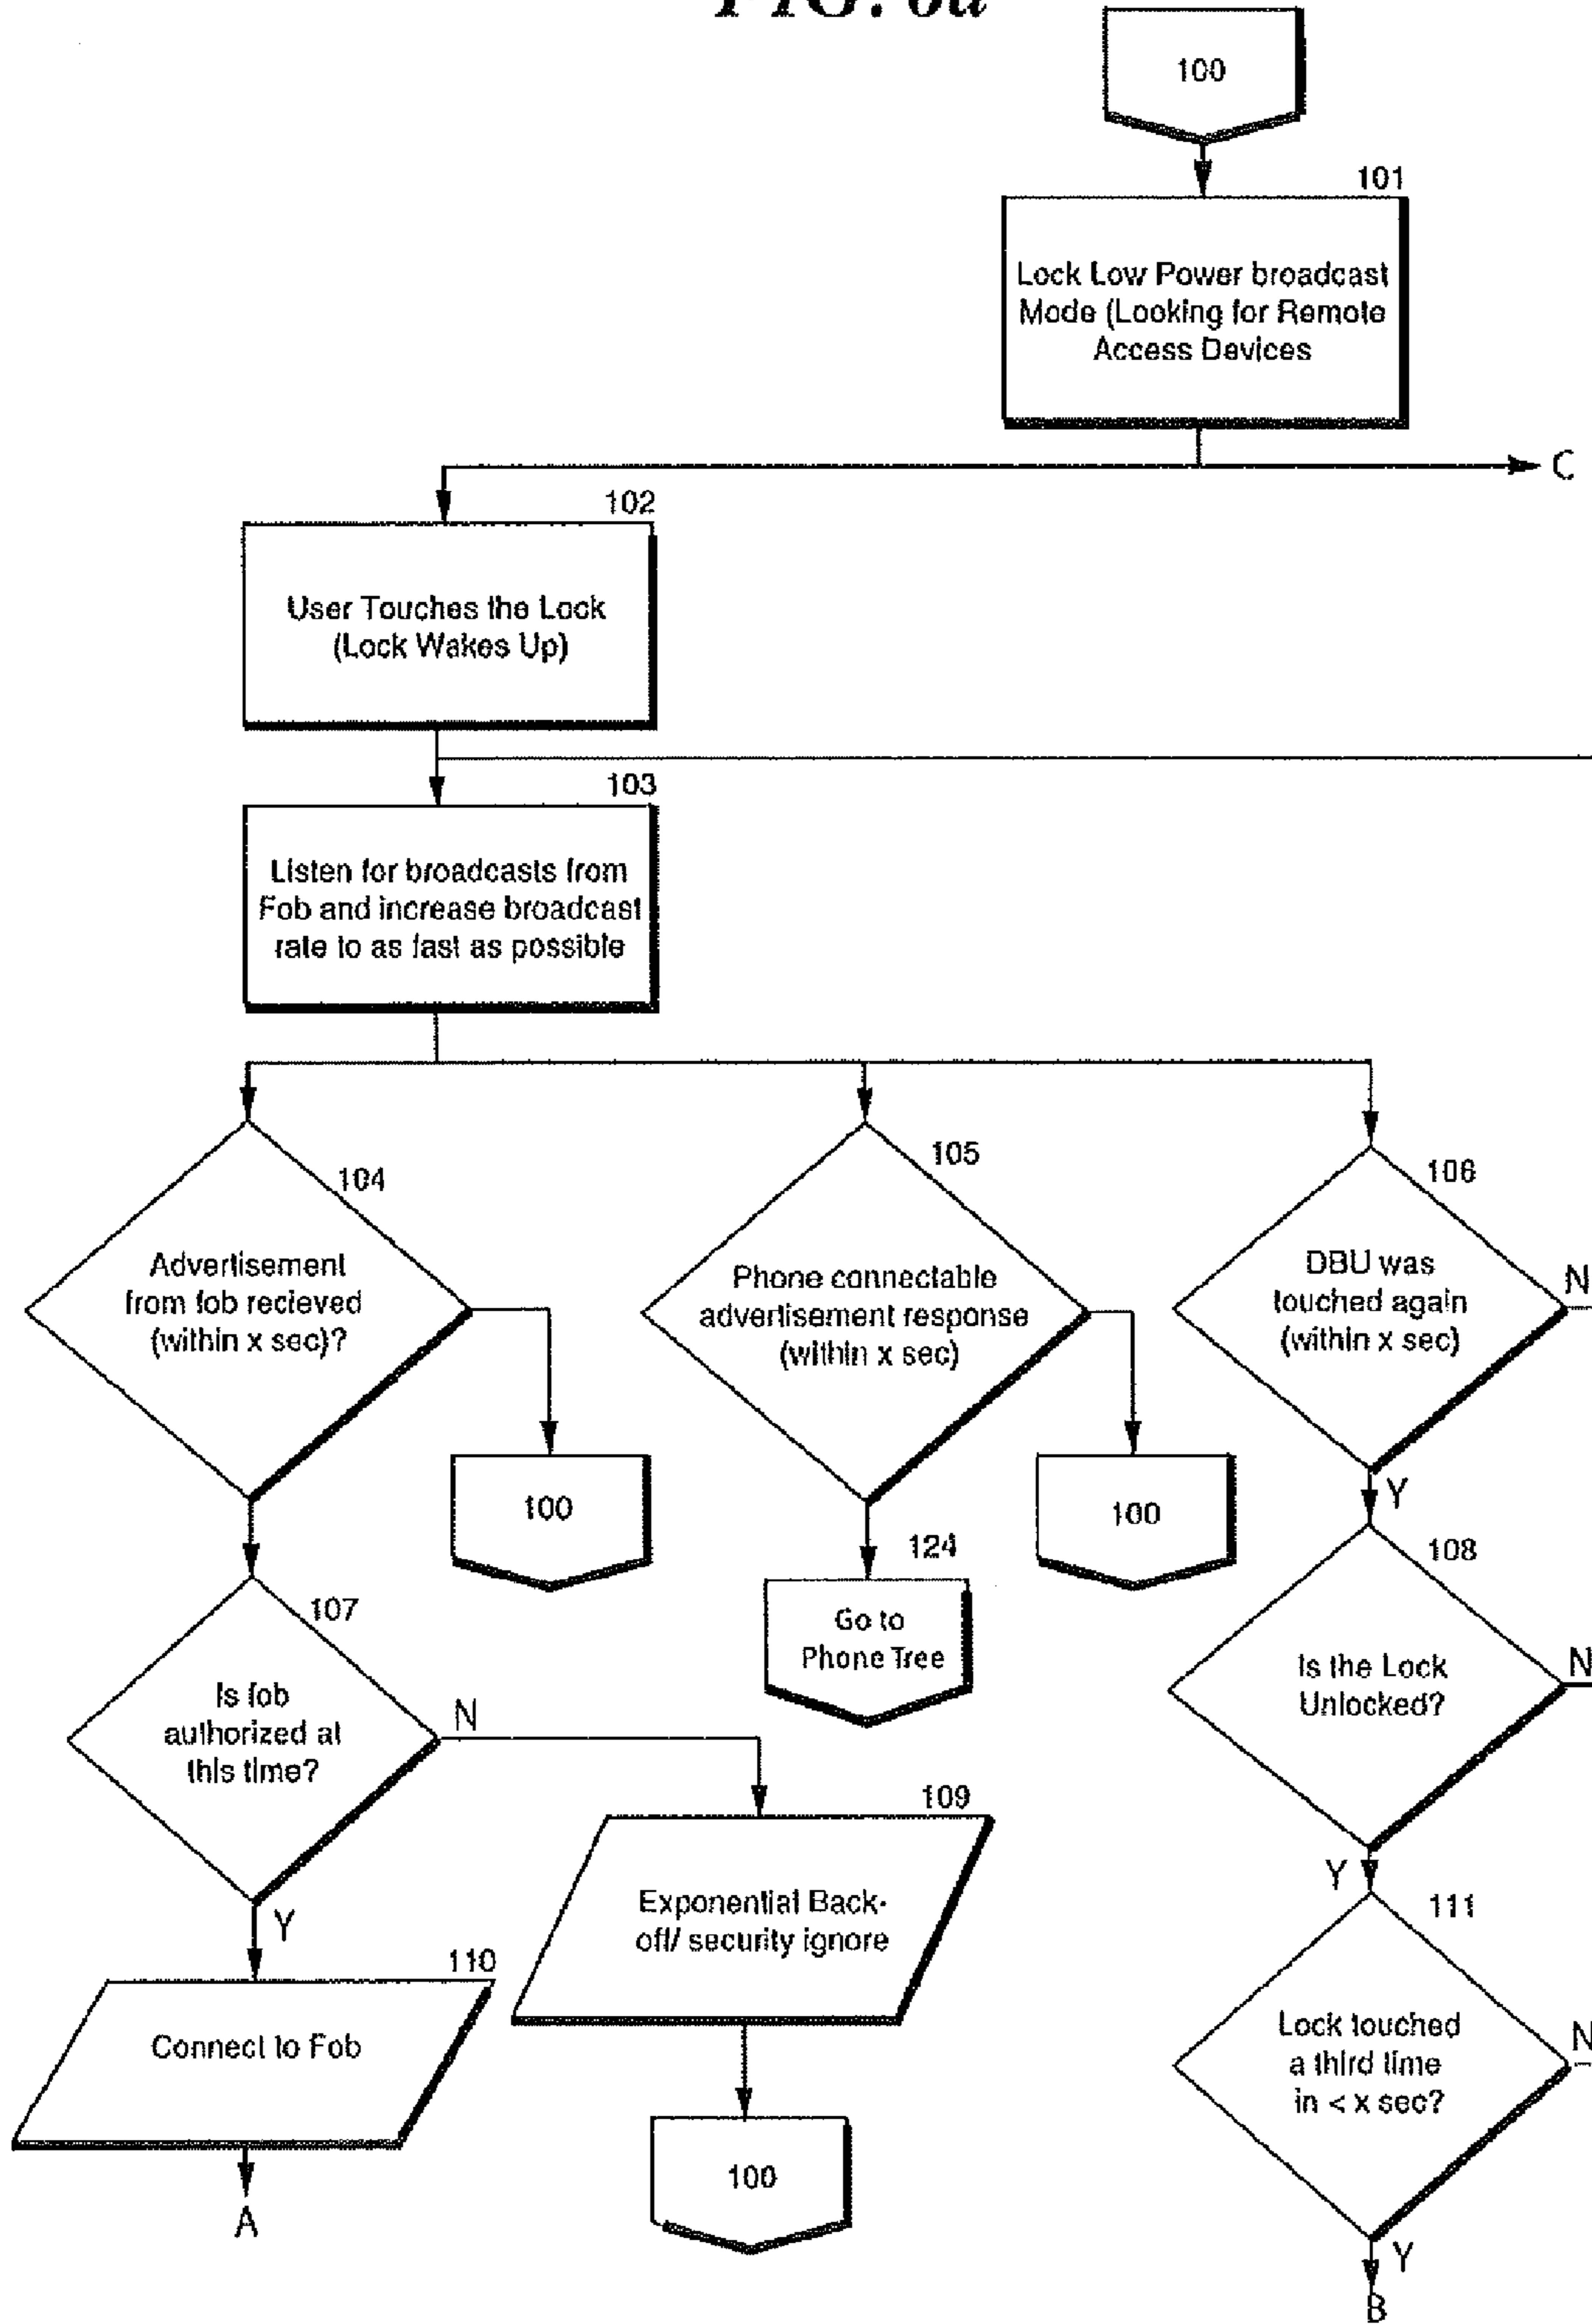 100
101
Lock Low Power broadcast
Mode (Looking for Remote
Access Devices
C
102
User Touches the Lock
(Lock Wakes Up)
103
Listen for broadcasts from
Fob and increase broadcast
rate to as fast as possible
104
Advertisement
from fob recieved
(within x sec)?
100
105
Phone connectable
advertisement response
(within x sec)
100
106
DBU was
touched again
(within x sec)
N
Y
124
Go to
Phone Tree
107
Is fob
authorized at
this time?
N
Y
108
Is the Lock
Unlocked?
N
Y
109
Exponential Back-
off/ security ignore
100
110
Connect to Fob
A
111
Lock touched
a third time
in < x sec?
N
Y
B